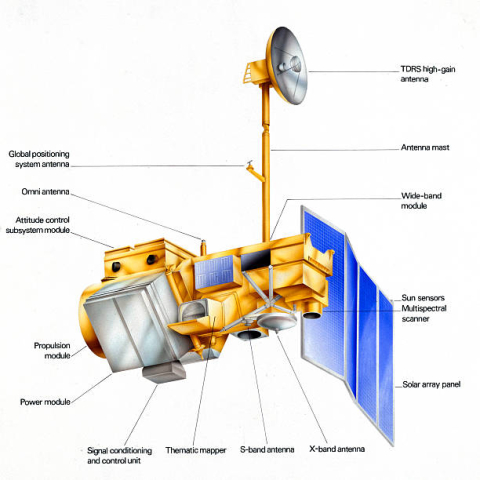 TDRS high-gain
antenna
Antenna mast
Global positioning
system antenna
Omni antenna
Wide-band
module
Attitude control
subsystem module
Sun sensors
Multispectral
scanner
Propulsion
module
Solar array panel
Power module
Signal conditioning
and control unit
Thematic mapper
S-band antenna
X-band antenna